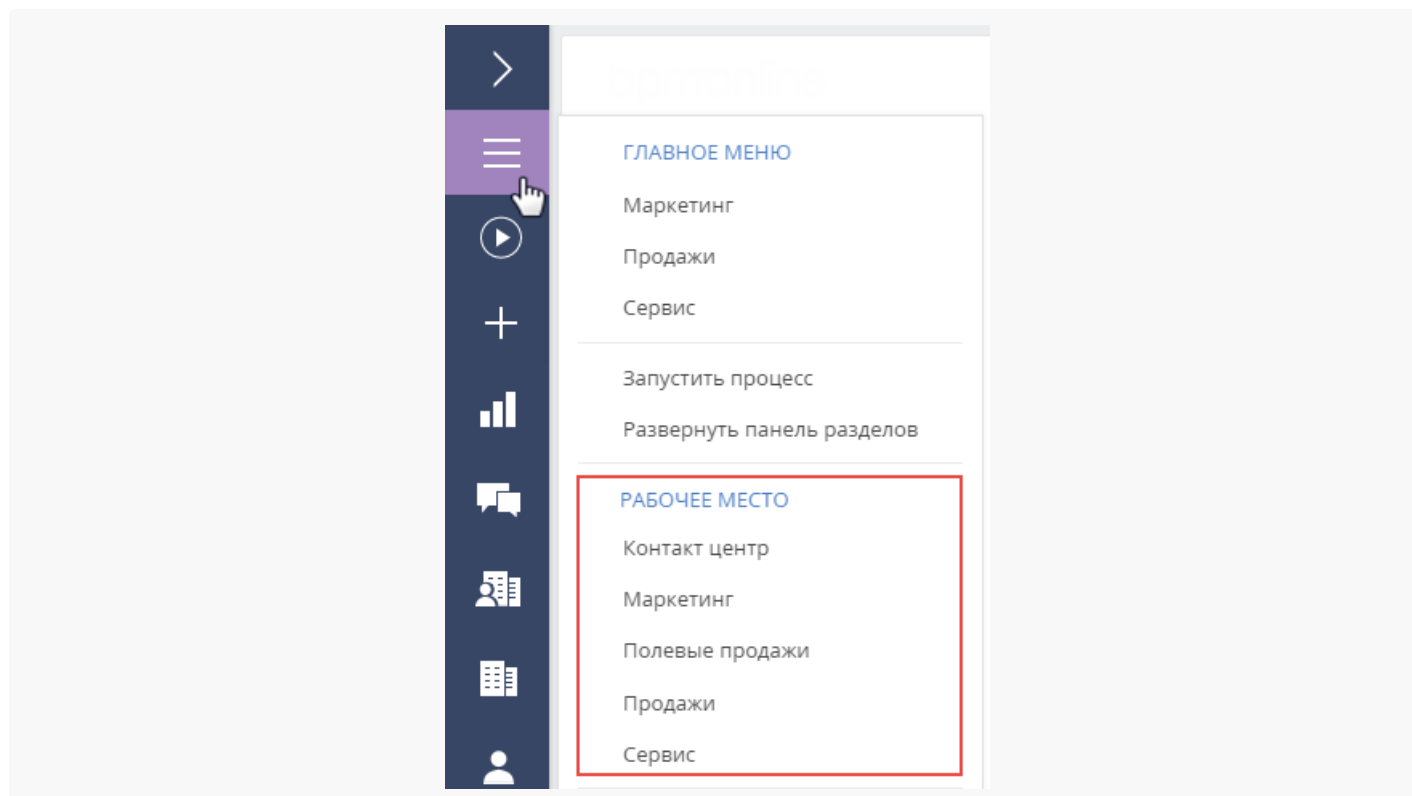 ГЛАВНОЕ МЕНЮ
Маркетинг
Продажи
Сервис
Запустить процесс
Развернуть панель разделов
РАБОЧЕЕ МЕСТО
Контакт центр
Маркетинг
Полевые продажи
Продажи
Сервис